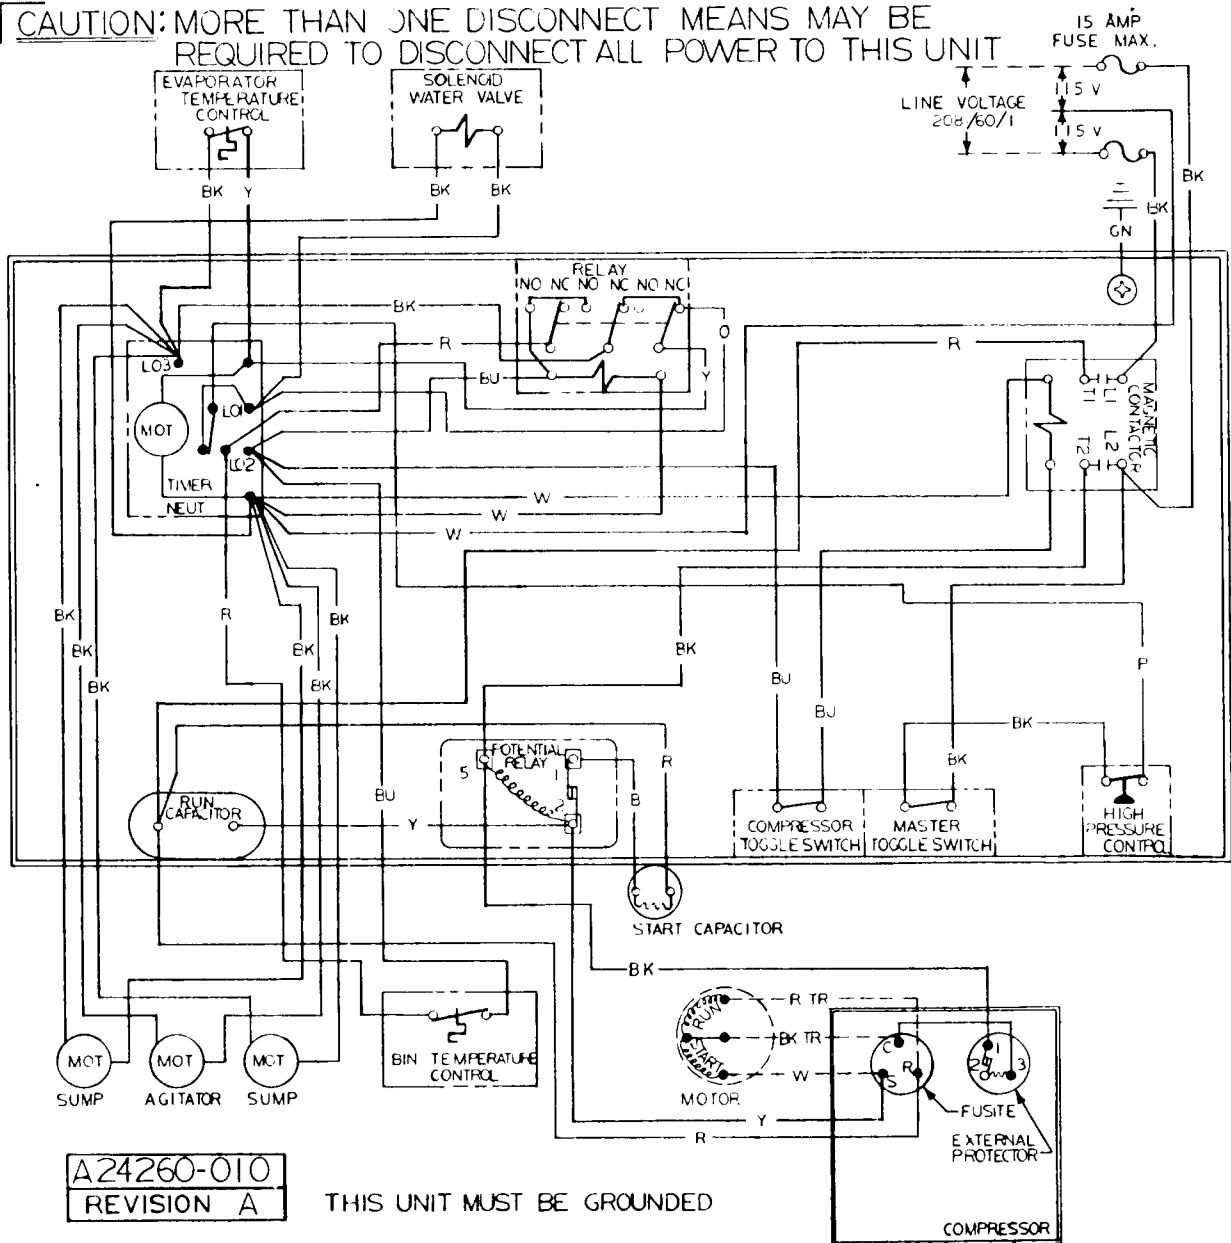 CAUTION: MORE THAN ONE DISCONNECT MEANS MAY BE
REQUIRED TO DISCONNECT ALL POWER TO THIS UNIT
15 AMP
FUSE MAX.
EVAPORATOR
TEMPERATURE
CONTROL
SOLENOID
WATER VALVE
LINE VOLTAGE
208/60/1
115 V
115 V
BK
Y
BK
BK
BK
BK
GN
RELAY
NO NC NO NC NO NC
BK
R
BU
O
Y
R
LO3
LO1
MOT
LO2
TIMER
NEUT
W
W
W
T1
L1
T2
L2
MAGNETIC
CONTACTOR
BK
BK
BK
R
BK
BK
BK
BK
BU
BU
P
BK
BK
R
B
BU
Y
RUN
CAPACITOR
POTENTIAL
RELAY
5
1
2
COMPRESSOR
TOGGLE SWITCH
MASTER
TOGGLE SWITCH
HIGH
PRESSURE
CONTROL
START CAPACITOR
BK
R TR
BK TR
W
RUN
START
MOTOR
C
S
R
1
2
3
FUSITE
EXTERNAL
PROTECTOR
COMPRESSOR
MOT
MOT
MOT
SUMP
AGITATOR
SUMP
BIN TEMPERATURE
CONTROL
Y
R
A24260-010
REVISION A
THIS UNIT MUST BE GROUNDED